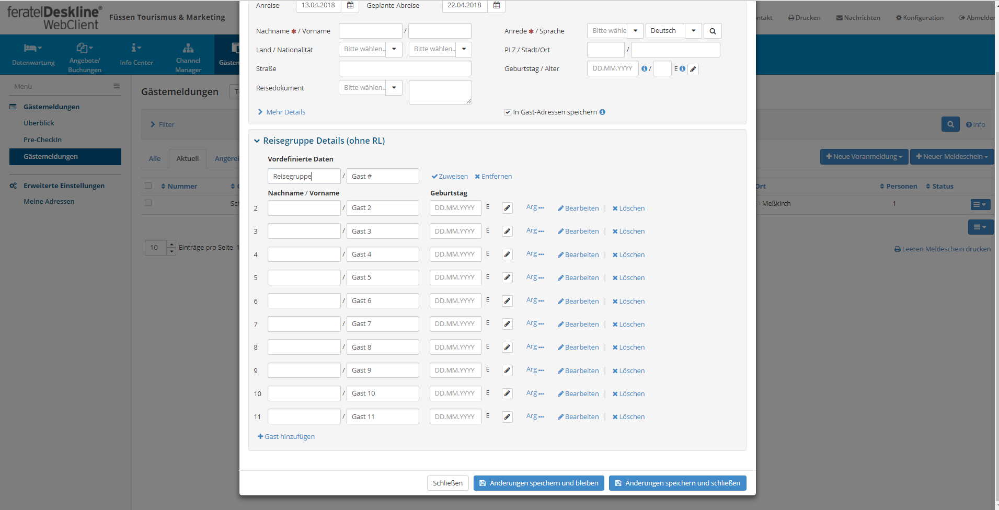 feratelDeskline®
WebClient
Füssen Tourismus & Marketing
Drucken
Nachrichten
Konfiguration
Datenwartung
Angebote/
Buchungen
Info Center
Channel
Manager
Menu
Gästemeldungen
Überblick
Pre-CheckIn
Gästemeldungen
Erweiterte Einstellungen
Meine Adressen
Gästemeldungen
Filter
Alle
Aktuell
Nummer
10
Einträge pro Seite, 1
Anreise 13.04.2018 Geplante Abreise 22.04.2018
Nachname * / Vorname / Anrede * / Sprache Bitte wähle Deutsch
Land / Nationalität Bitte wählen.. Bitte wählen.. PLZ / Stadt/Ort /
Straße Geburtstag / Alter DD.MM.YYYY / E
Reisedokument Bitte wählen..
Mehr Details In Gast-Adressen speichern
Reisegruppe Details (ohne RL)
Vordefinierte Daten
Reisegruppe / Gast # Zuweisen Entfernen
Nachname / Vorname Geburtstag
2 / Gast 2 DD.MM.YYYY E Arg ... Bearbeiten | Löschen
3 / Gast 3 DD.MM.YYYY E Arg ... Bearbeiten | Löschen
4 / Gast 4 DD.MM.YYYY E Arg ... Bearbeiten | Löschen
5 / Gast 5 DD.MM.YYYY E Arg ... Bearbeiten | Löschen
6 / Gast 6 DD.MM.YYYY E Arg ... Bearbeiten | Löschen
7 / Gast 7 DD.MM.YYYY E Arg ... Bearbeiten | Löschen
8 / Gast 8 DD.MM.YYYY E Arg ... Bearbeiten | Löschen
9 / Gast 9 DD.MM.YYYY E Arg ... Bearbeiten | Löschen
10 / Gast 10 DD.MM.YYYY E Arg ... Bearbeiten | Löschen
11 / Gast 11 DD.MM.YYYY E Arg ... Bearbeiten | Löschen
Gast hinzufügen
Schließen Änderungen speichern und bleiben Änderungen speichern und schließen
Info
Neue Voranmeldung
Neuer Meldeschein
Ort Personen Status
- Meßkirch 1
Leeren Meldeschein drucken